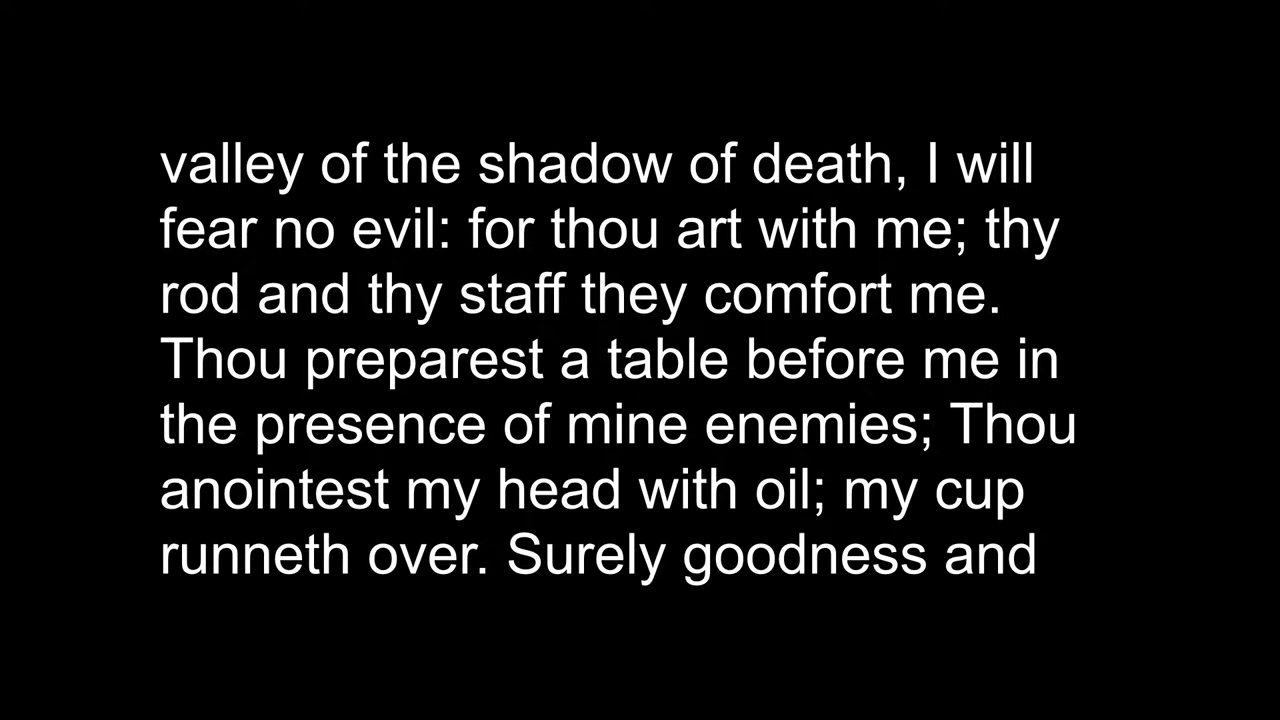 valley of the shadow of death, I will
fear no evil: for thou art with me; thy
rod and thy staff they comfort me.
Thou preparest a table before me in
the presence of mine enemies; Thou
anointest my head with oil; my cup
runneth over. Surely goodness and